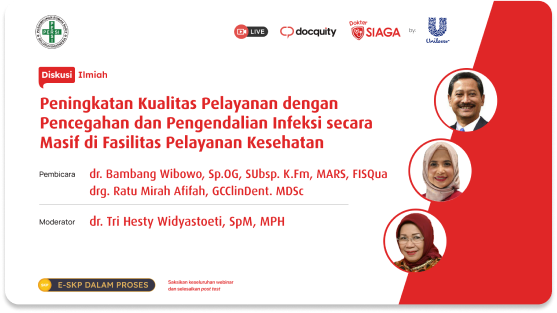 LIVE
docquity
Dokter
SIAGA
by:
Unilever
Diskusi Ilmiah
Peningkatan Kualitas Pelayanan dengan
Pencegahan dan Pengendalian Infeksi secara
Masif di Fasilitas Pelayanan Kesehatan
Pembicara
dr. Bambang Wibowo, Sp.OG, SUbsp. K.Fm, MARS, FISQua
drg. Ratu Mirah Afifah, GCClinDent. MDSc
Moderator
dr. Tri Hesty Widyastoeti, SpM, MPH
E-SKP DALAM PROSES
Saksikan keseluruhan webinar
dan selesaikan post test